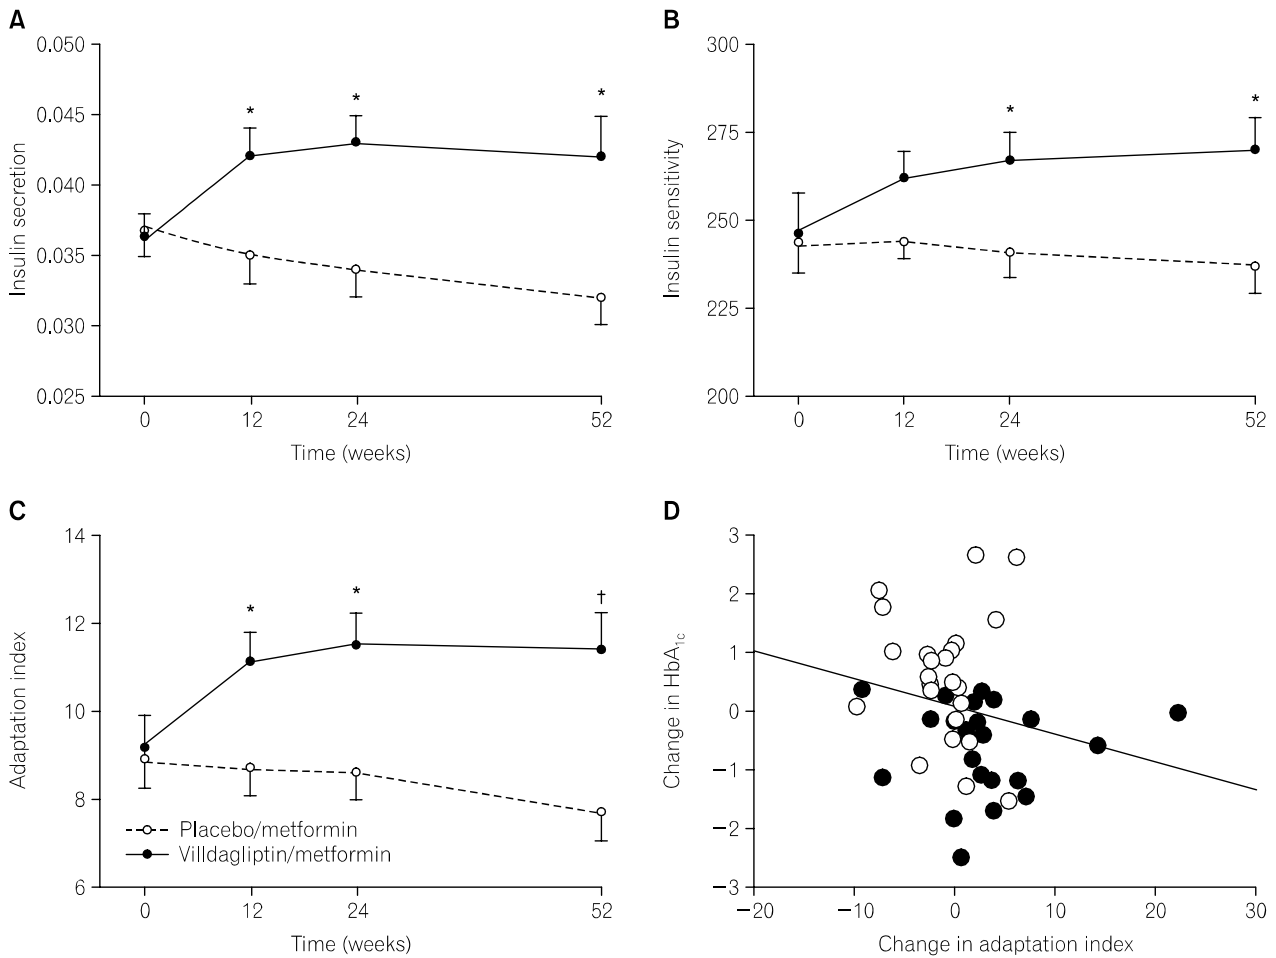 A
0.050
0.045
0.040
0.035
0.030
0.025
Insulin secretion
* * *
0 12 24 52
Time (weeks)
B
300
275
250
225
200
Insulin sensitivity
* *
0 12 24 52
Time (weeks)
C
14
12
10
8
6
Adaptation index
* * †
Placebo/metformin
Villdagliptin/metformin
0 12 24 52
Time (weeks)
D
3
2
1
0
−1
−2
−3
Change in HbA1c
−20 −10 0 10 20 30
Change in adaptation index